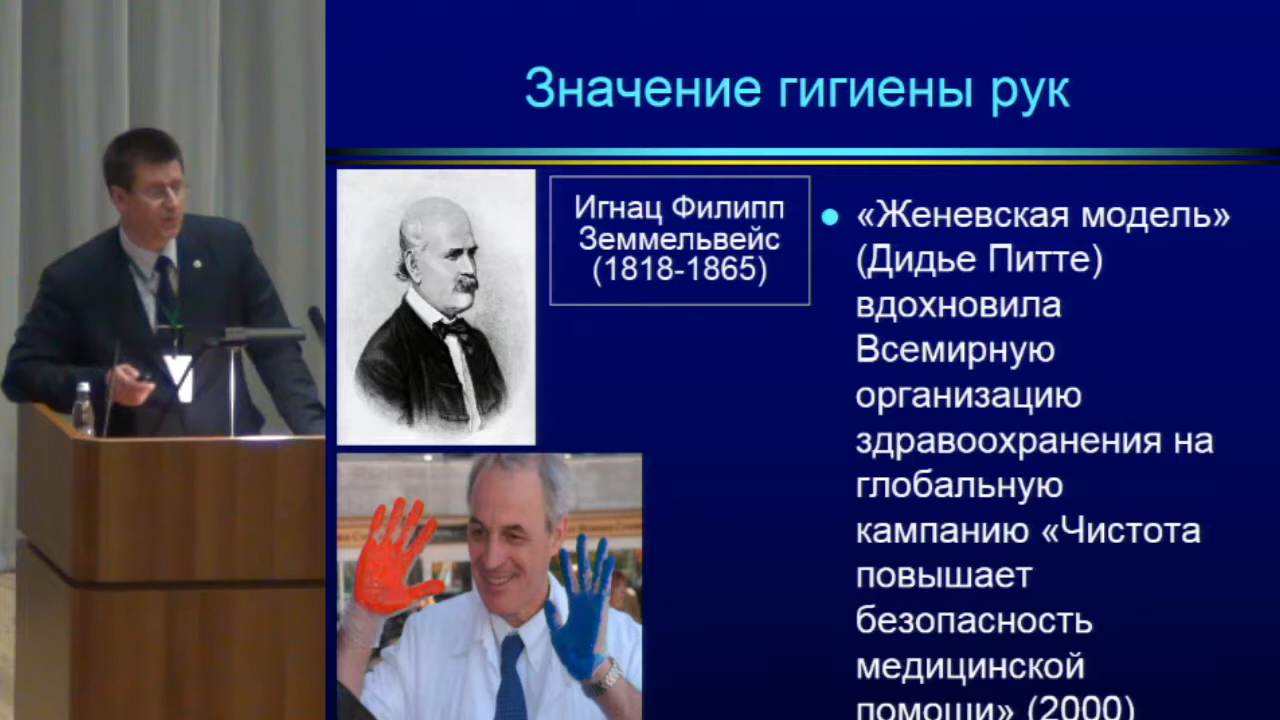 Значение гигиены рук
Игнац Филипп
Земмельвейс
(1818-1865)
«Женевская модель»
(Дидье Питте)
вдохновила
Всемирную
организацию
здравоохранения на
глобальную
кампанию «Чистота
повышает
безопасность
медицинской
помощи» (2000)